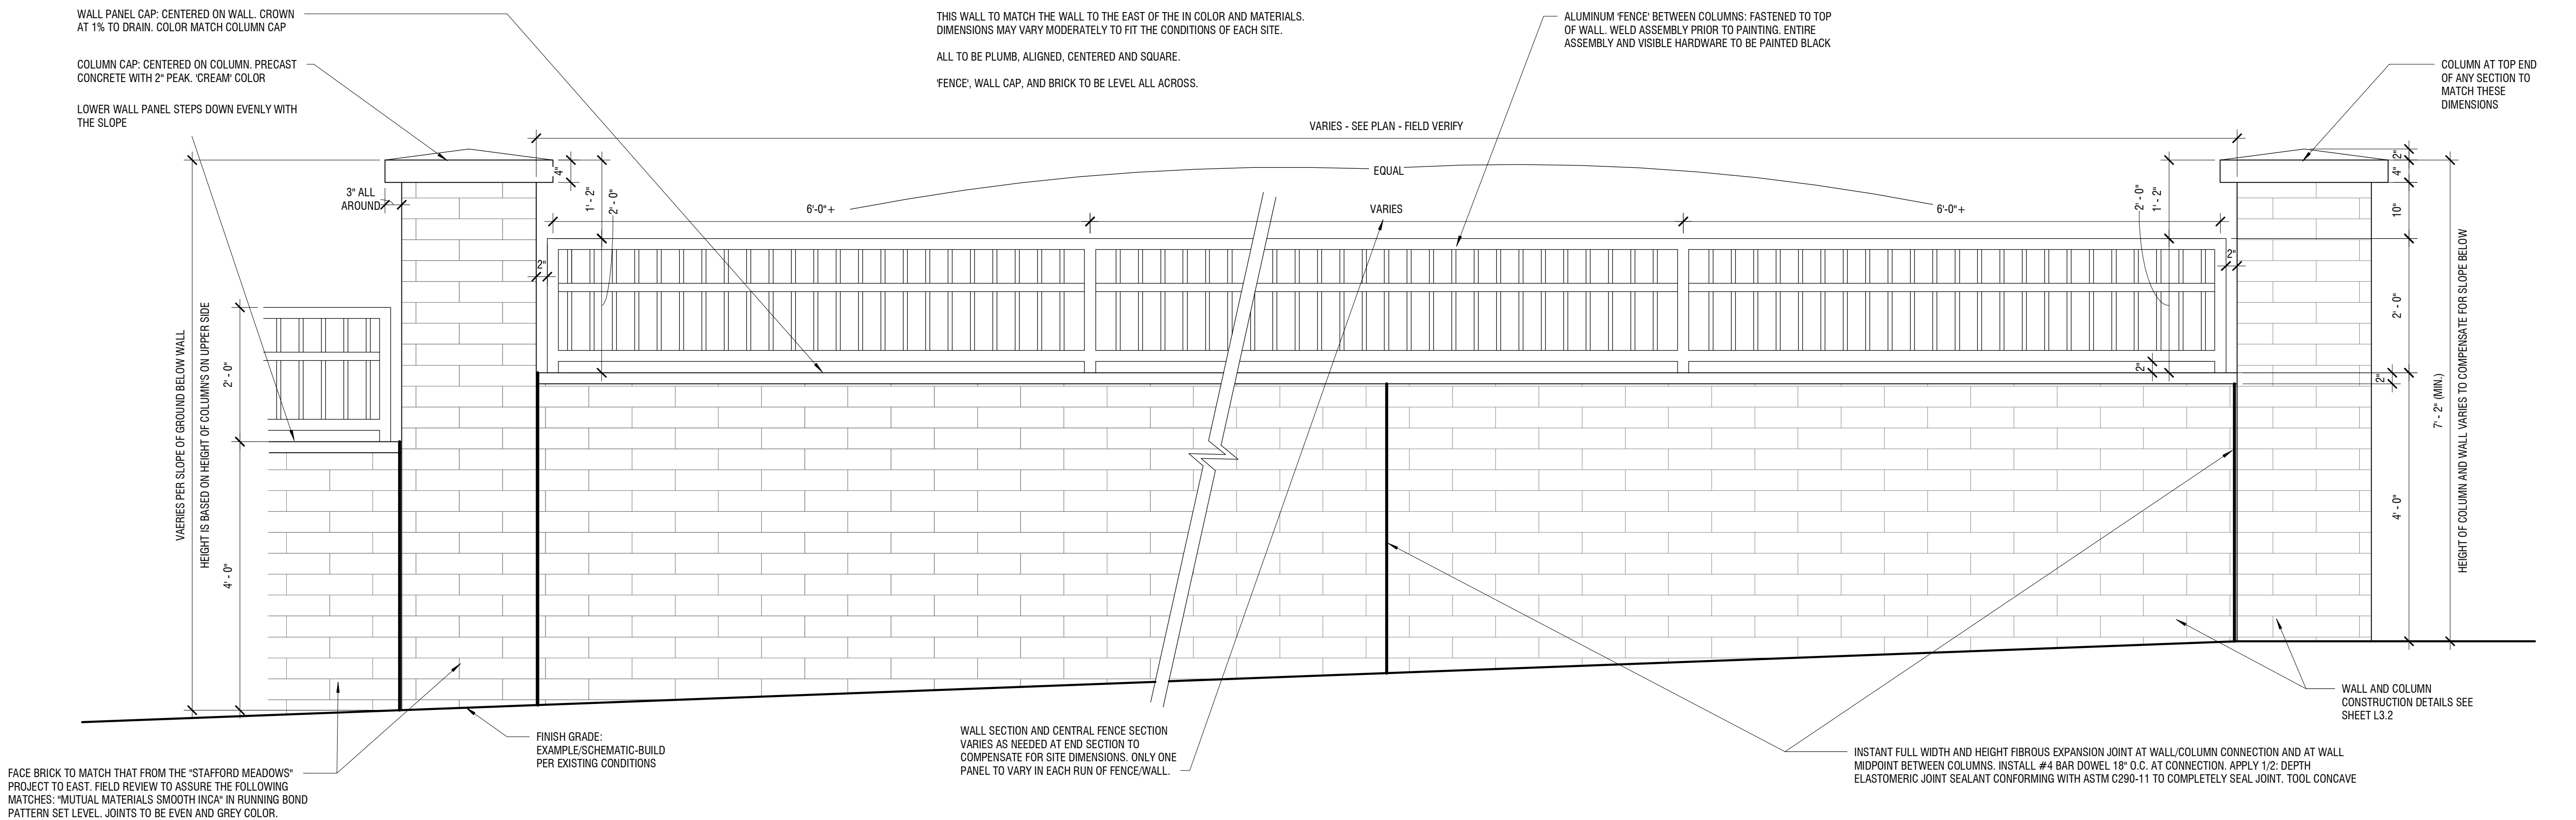 WALL PANEL CAP: CENTERED ON WALL. CROWN
AT 1% TO DRAIN. COLOR MATCH COLUMN CAP
COLUMN CAP: CENTERED ON COLUMN. PRECAST
CONCRETE WITH 2" PEAK. 'CREAM' COLOR
LOWER WALL PANEL STEPS DOWN EVENLY WITH
THE SLOPE
THIS WALL TO MATCH THE WALL TO THE EAST OF THE IN COLOR AND MATERIALS.
DIMENSIONS MAY VARY MODERATELY TO FIT THE CONDITIONS OF EACH SITE.
ALL TO BE PLUMB, ALIGNED, CENTERED AND SQUARE.
'FENCE', WALL CAP, AND BRICK TO BE LEVEL ALL ACROSS.
ALUMINUM 'FENCE' BETWEEN COLUMNS: FASTENED TO TOP
OF WALL. WELD ASSEMBLY PRIOR TO PAINTING. ENTIRE
ASSEMBLY AND VISIBLE HARDWARE TO BE PAINTED BLACK
COLUMN AT TOP END
OF ANY SECTION TO
MATCH THESE
DIMENSIONS
VARIES - SEE PLAN - FIELD VERIFY
EQUAL
6'-0"+
VARIES
6'-0"+
3" ALL
AROUND
4"
1' - 2"
2' - 0"
2"
2' - 0"
4' - 0"
VAERIES PER SLOPE OF GROUND BELOW WALL
HEIGHT IS BASED ON HEIGHT OF COLUMN'S ON UPPER SIDE
2' - 0"
1' - 2"
2"
2"
2"
4"
10"
2' - 0"
2"
4' - 0"
7' - 2" (MIN.)
HEIGHT OF COLUMN AND WALL VARIES TO COMPENSATE FOR SLOPE BELOW
WALL AND COLUMN
CONSTRUCTION DETAILS SEE
SHEET L3.2
FINISH GRADE:
EXAMPLE/SCHEMATIC-BUILD
PER EXISTING CONDITIONS
WALL SECTION AND CENTRAL FENCE SECTION
VARIES AS NEEDED AT END SECTION TO
COMPENSATE FOR SITE DIMENSIONS. ONLY ONE
PANEL TO VARY IN EACH RUN OF FENCE/WALL.
INSTANT FULL WIDTH AND HEIGHT FIBROUS EXPANSION JOINT AT WALL/COLUMN CONNECTION AND AT WALL
MIDPOINT BETWEEN COLUMNS. INSTALL #4 BAR DOWEL 18" O.C. AT CONNECTION. APPLY 1/2: DEPTH
ELASTOMERIC JOINT SEALANT CONFORMING WITH ASTM C290-11 TO COMPLETELY SEAL JOINT. TOOL CONCAVE
FACE BRICK TO MATCH THAT FROM THE "STAFFORD MEADOWS"
PROJECT TO EAST. FIELD REVIEW TO ASSURE THE FOLLOWING
MATCHES: "MUTUAL MATERIALS SMOOTH INCA" IN RUNNING BOND
PATTERN SET LEVEL. JOINTS TO BE EVEN AND GREY COLOR.